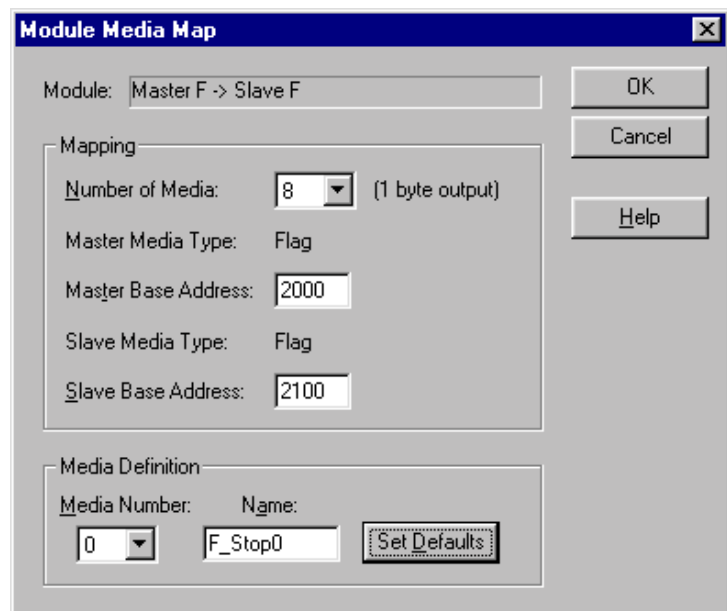 Module Media Map
Module: Master F -> Slave F
OK
Cancel
Help
Mapping
Number of Media: 8 (1 byte output)
Master Media Type: Flag
Master Base Address: 2000
Slave Media Type: Flag
Slave Base Address: 2100
Media Definition
Media Number: Name:
0 F_Stop0 Set Defaults